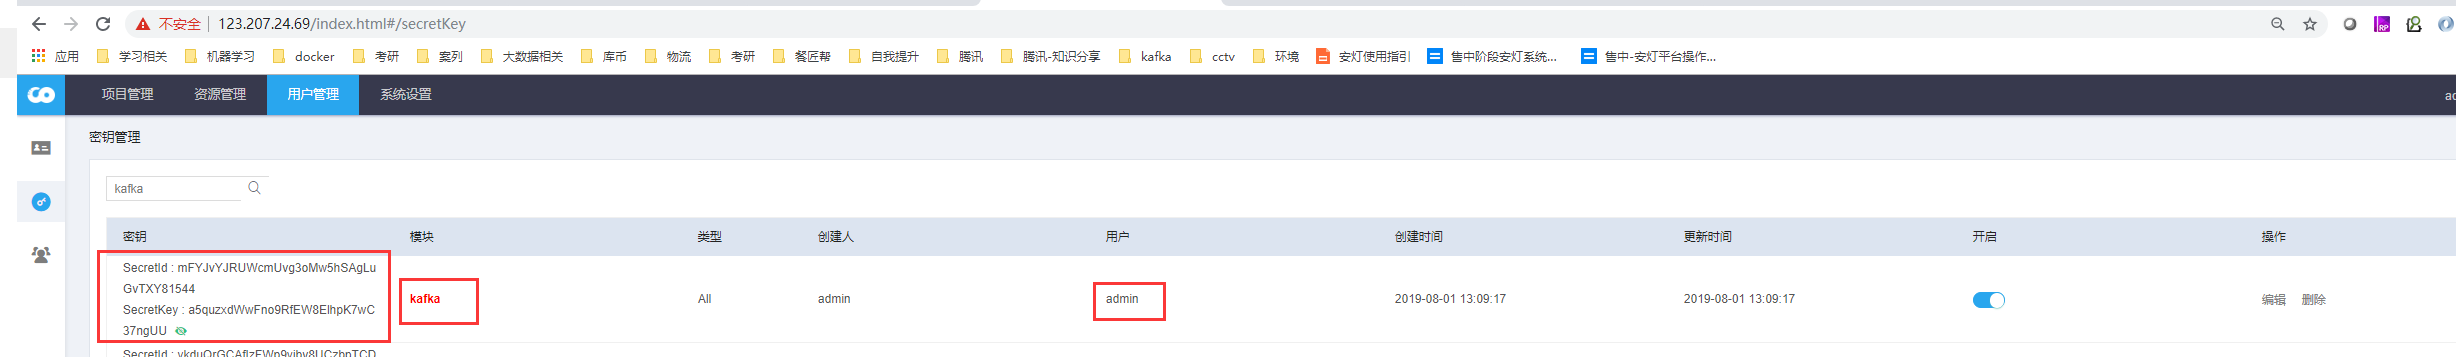 不安全 123.207.24.69/index.html#/secretKey
应用 学习相关 机器学习 docker 考研 案列 大数据相关 库币 物流 考研 餐匠帮 自我提升 腾讯 腾讯-知识分享 kafka cctv 环境 安灯使用指引 售中阶段安灯系统... 售中-安灯平台操作...
项目管理 资源管理 用户管理 系统设置
密钥管理
kafka
密钥 模块 类型 创建人 用户 创建时间 更新时间 开启 操作
SecretId : mFYJvYJRUWcmUvg3oMw5hSAgLu
GvTXY81544
SecretKey : a5quzxdWwFno9RfEW8ElhpK7wC
37ngUU
kafka All admin admin 2019-08-01 13:09:17 2019-08-01 13:09:17 编辑 删除